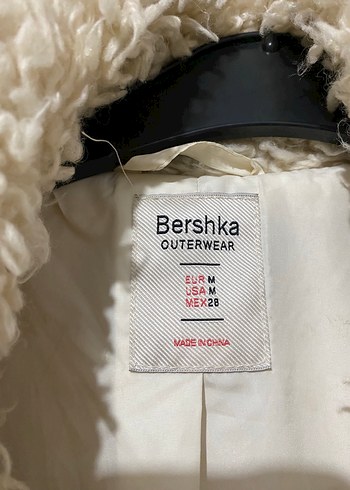 Bershka
OUTERWEAR
EUR M
USA M
MEX 28
MADE IN CHINA